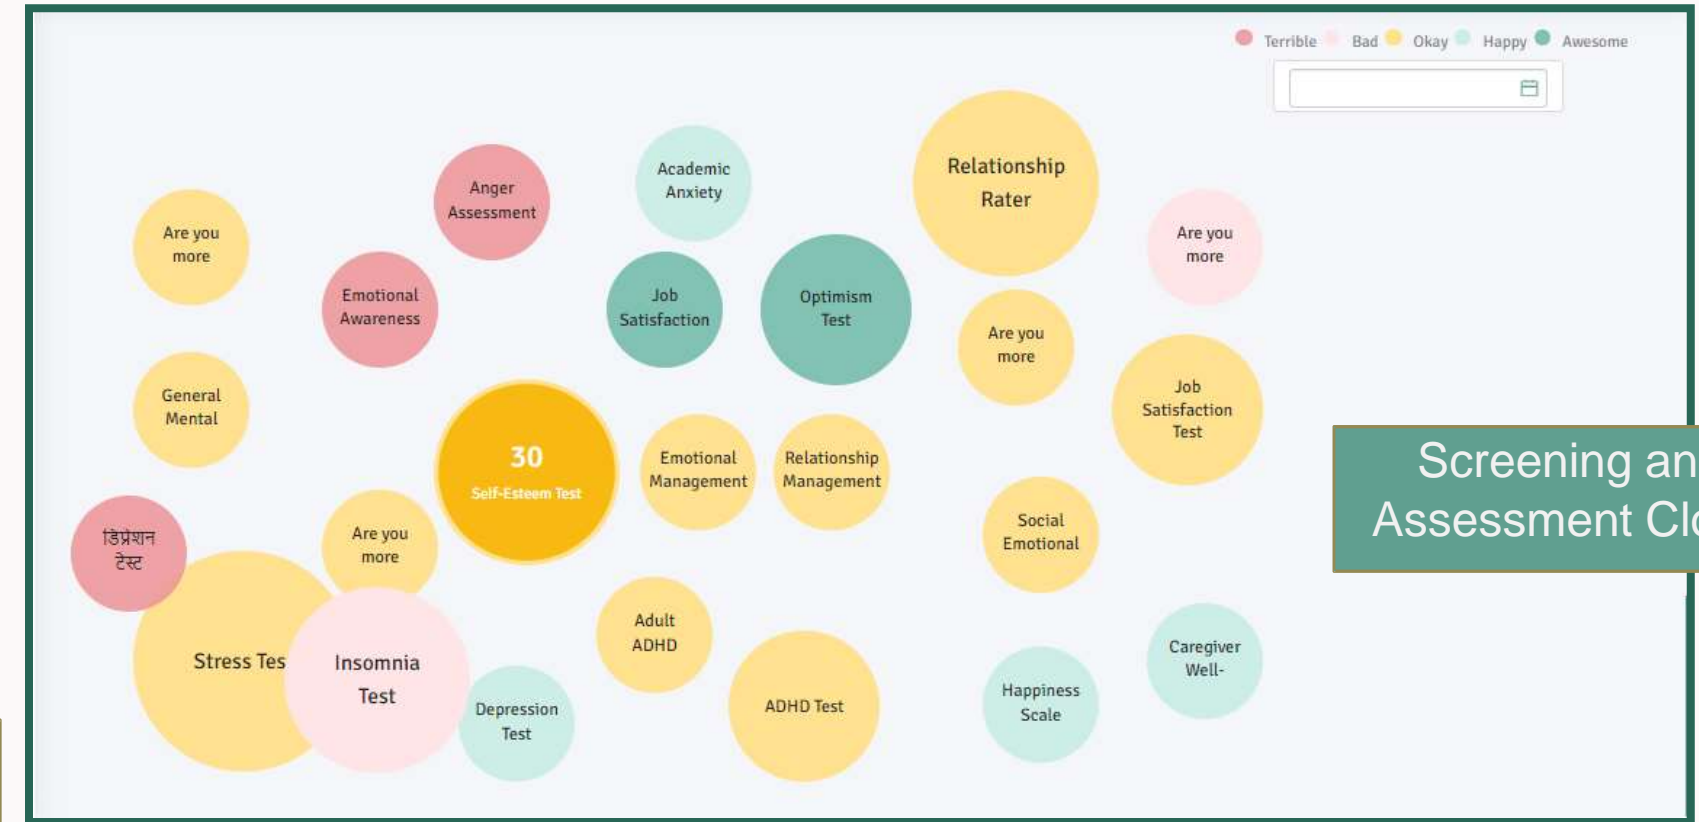 Terrible Bad Okay Happy Awesome
Relationship
Rater
Academic
Anxiety
Anger
Assessment
Are you
more
Are you
more
Emotional
Awareness
Job
Satisfaction
Optimism
Test
Are you
more
General
Mental
Job
Satisfaction
Test
30
Self-Esteem Test
Emotional
Management
Relationship
Management
Screening an
Assessment Clo
डिप्रेशन
टेस्ट
Are you
more
Social
Emotional
Adult
ADHD
Stress Tes
Insomnia
Test
Caregiver
Well-
Depression
Test
ADHD Test
Happiness
Scale